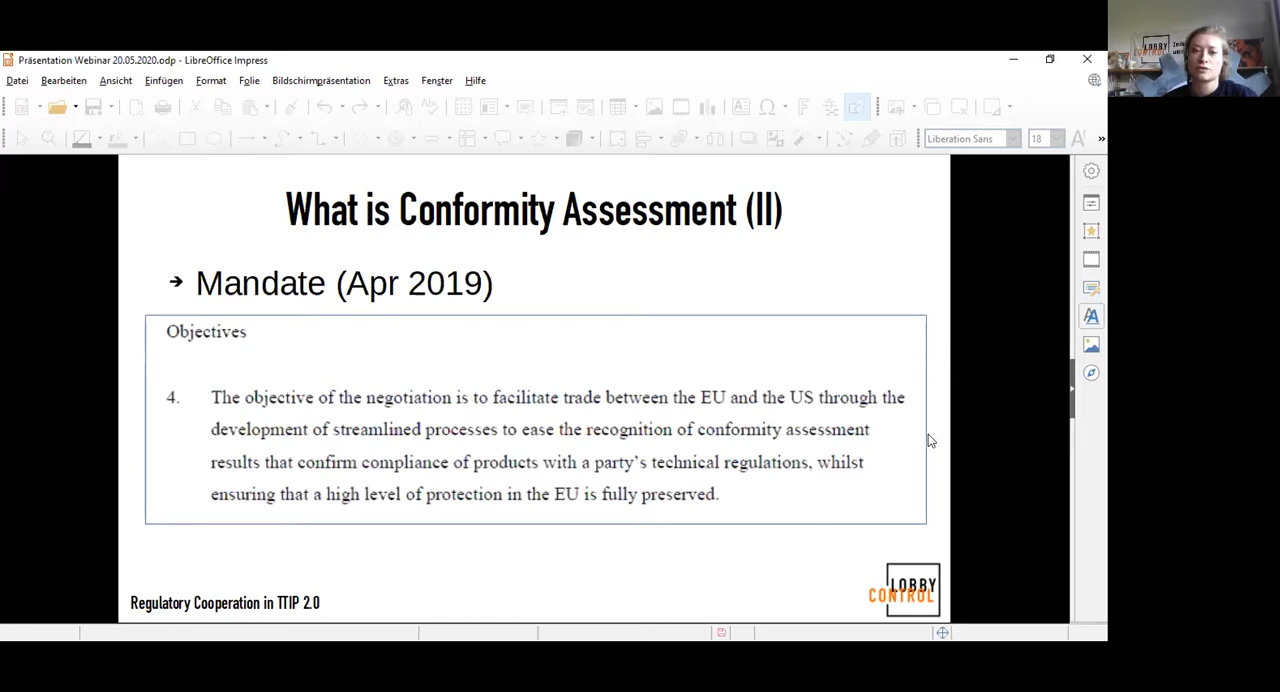 Präsentation Webinar 20.05.2020.odp - LibreOffice Impress
Datei Bearbeiten Ansicht Einfügen Format Folie Bildschirmpräsentation Extras Fenster Hilfe
Liberation Sans 18
What is Conformity Assessment (II)
Mandate (Apr 2019)
Objectives
4. The objective of the negotiation is to facilitate trade between the EU and the US through the
development of streamlined processes to ease the recognition of conformity assessment
results that confirm compliance of products with a party's technical regulations, whilst
ensuring that a high level of protection in the EU is fully preserved.
Regulatory Cooperation in TTIP 2.0
LOBBY
CONTROL
LOBBY
CONTROL